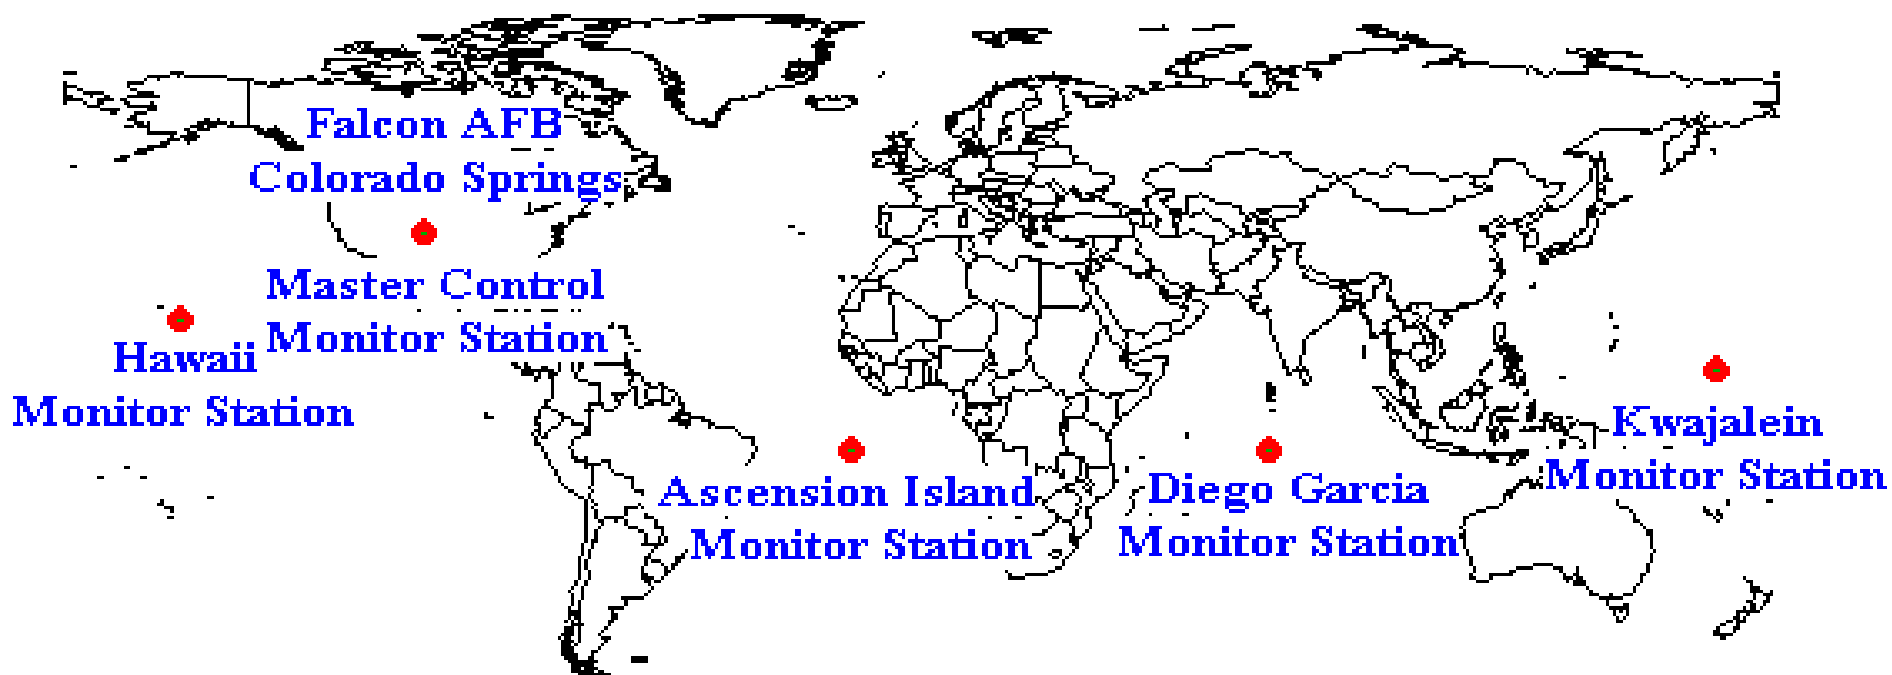 Falcon AFB
Colorado Springs
Master Control
Monitor Station
Hawaii
Monitor Station
Ascension Island
Monitor Station
Diego Garcia
Monitor Station
Kwajalein
Monitor Station